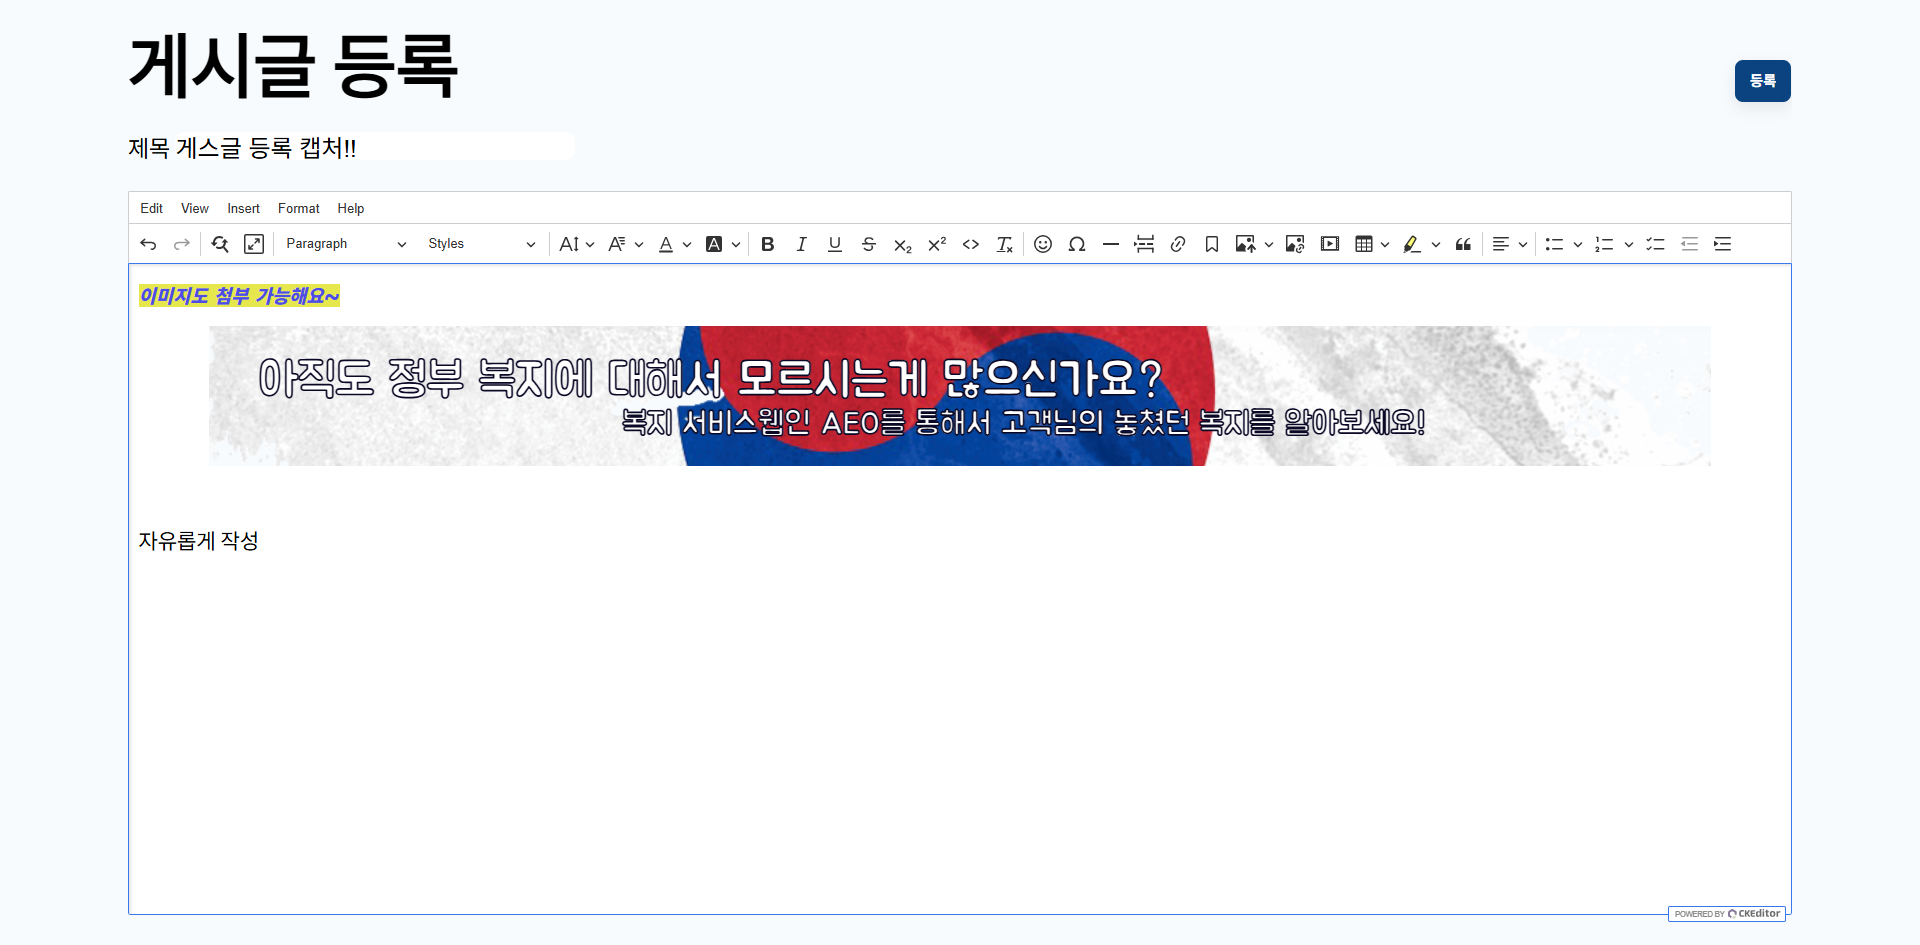 게시글 등록
등록
제목 게스글 등록 캡처!!
Edit View Insert Format Help
Paragraph Styles
이미지도 첨부 가능해요~
아직도 정부 복지에 대해서 모르시는게 많으신가요?
복지 서비스웹인 AEO를 통해서 고객님의 놓쳤던 복지를 알아보세요!
자유롭게 작성
POWERED BY CKEditor